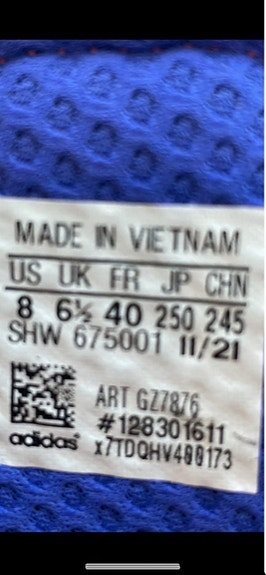 MADE IN VIETNAM
US UK FR JP CHN
8 6½ 40 250 245
SHW 675001 11/21
ART GZ7876
#128301611
adidas x7TDQHV400173